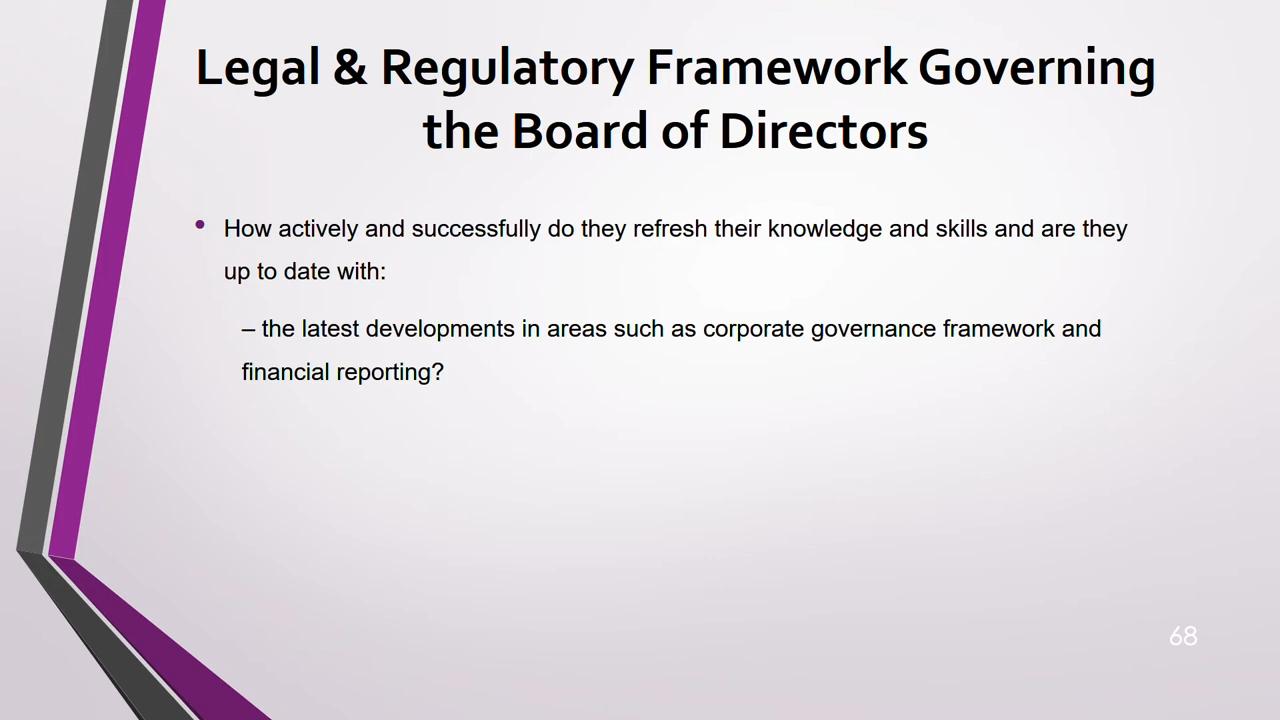 Legal & Regulatory Framework Governing
the Board of Directors
• How actively and successfully do they refresh their knowledge and skills and are they
up to date with:
– the latest developments in areas such as corporate governance framework and
financial reporting?
68